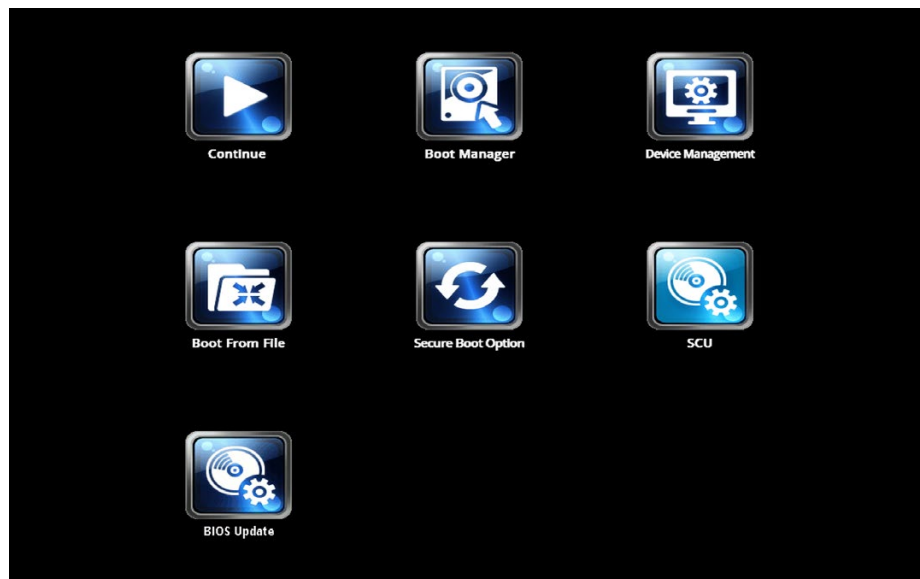 Continue
Boot Manager
Device Management
Boot From File
Secure Boot Option
SCU
BIOS Update